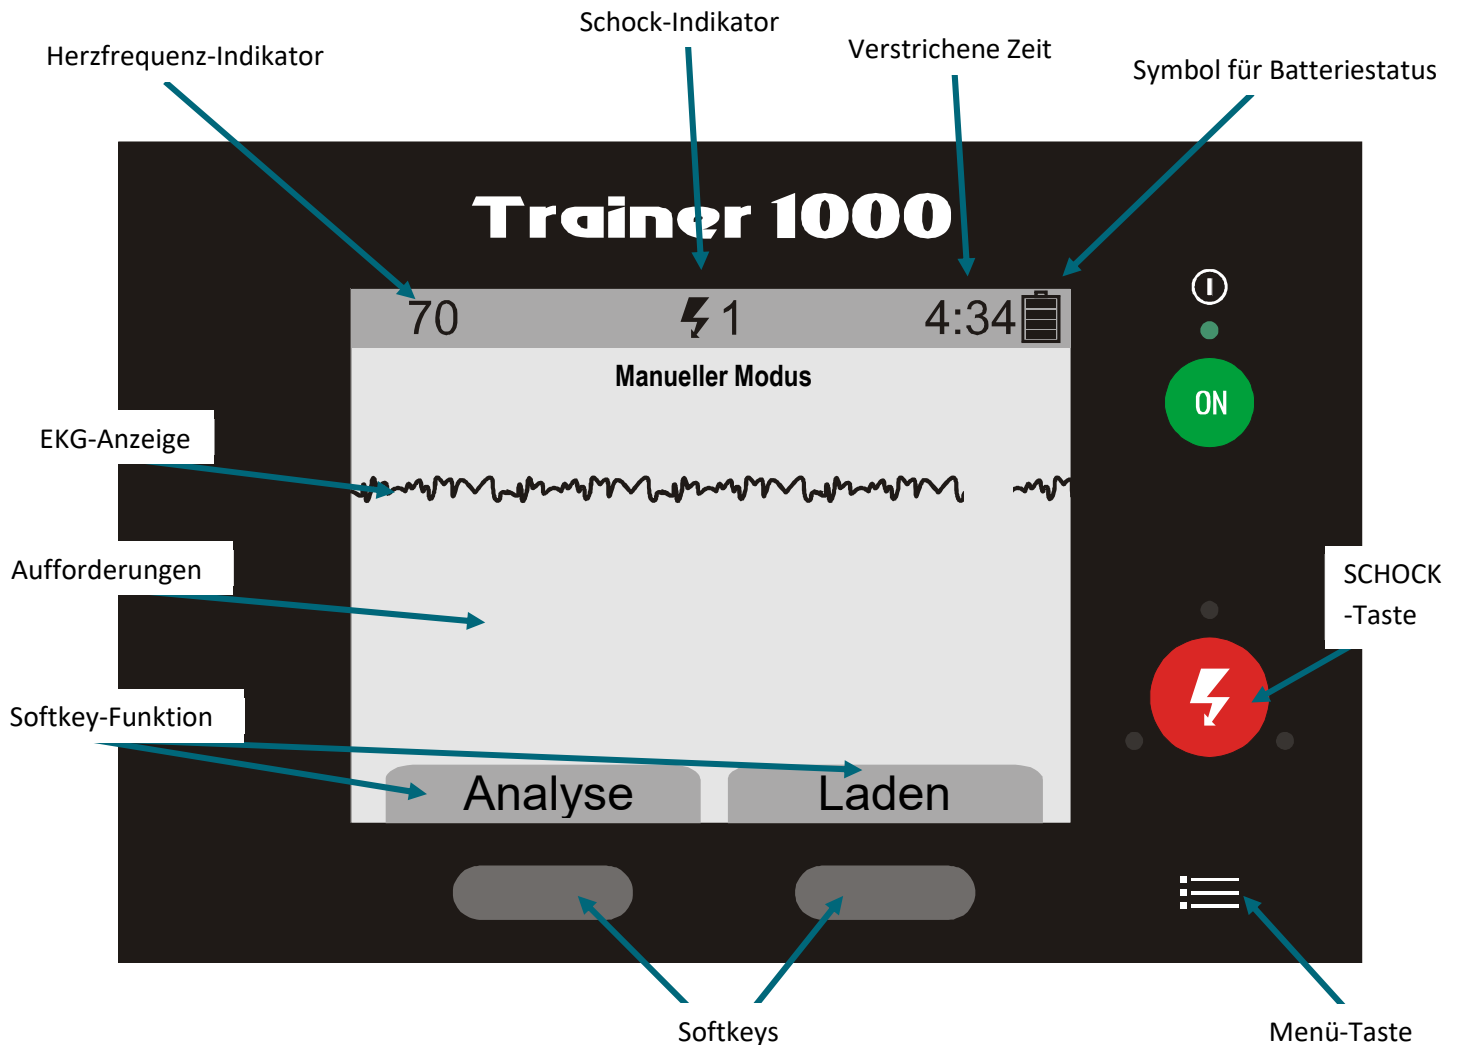 Schock-Indikator
Herzfrequenz-Indikator
Verstrichene Zeit
Symbol für Batteriestatus
Trainer 1000
70
1
4:34
Manueller Modus
ON
EKG-Anzeige
Aufforderungen
SCHOCK
-Taste
Softkey-Funktion
Analyse
Laden
Softkeys
Menü-Taste